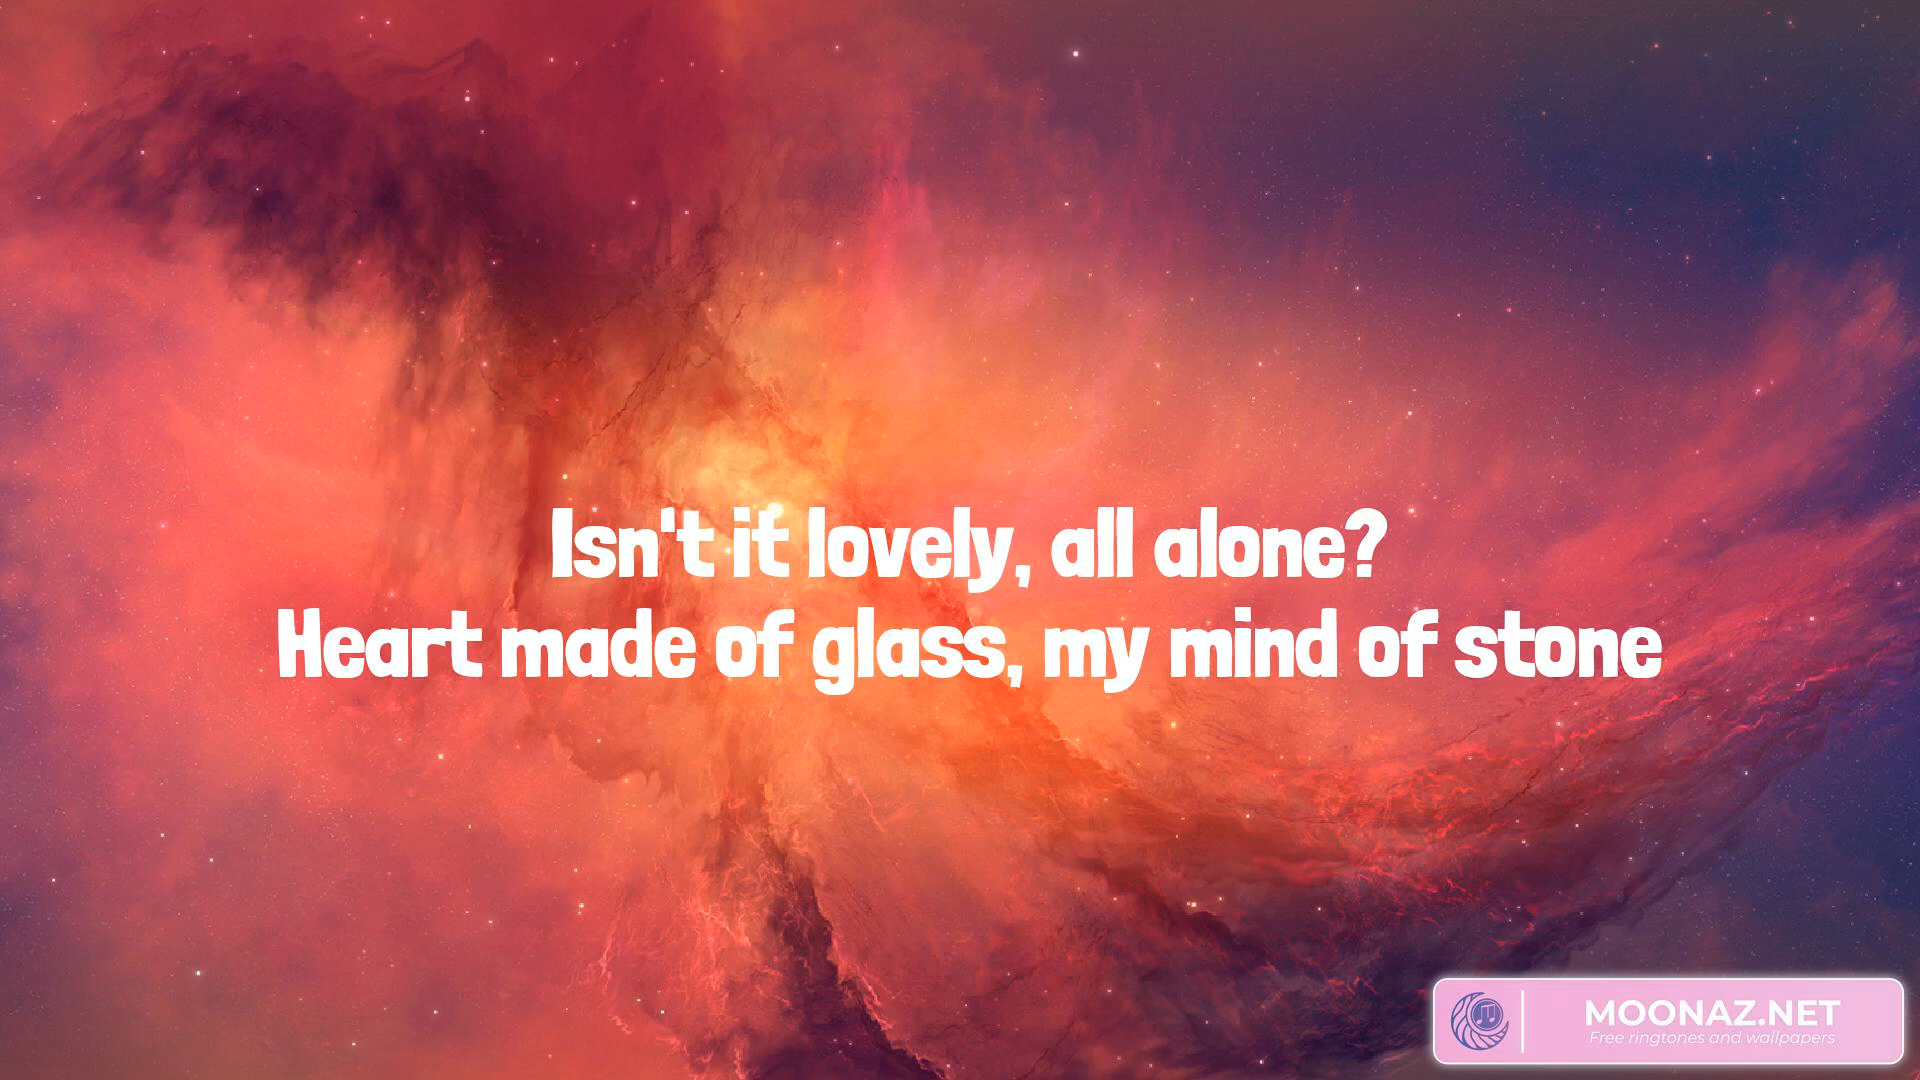 Isn't it lovely, all alone?
Heart made of glass, my mind of stone
MOONAZ.NET
Free ringtones and wallpapers